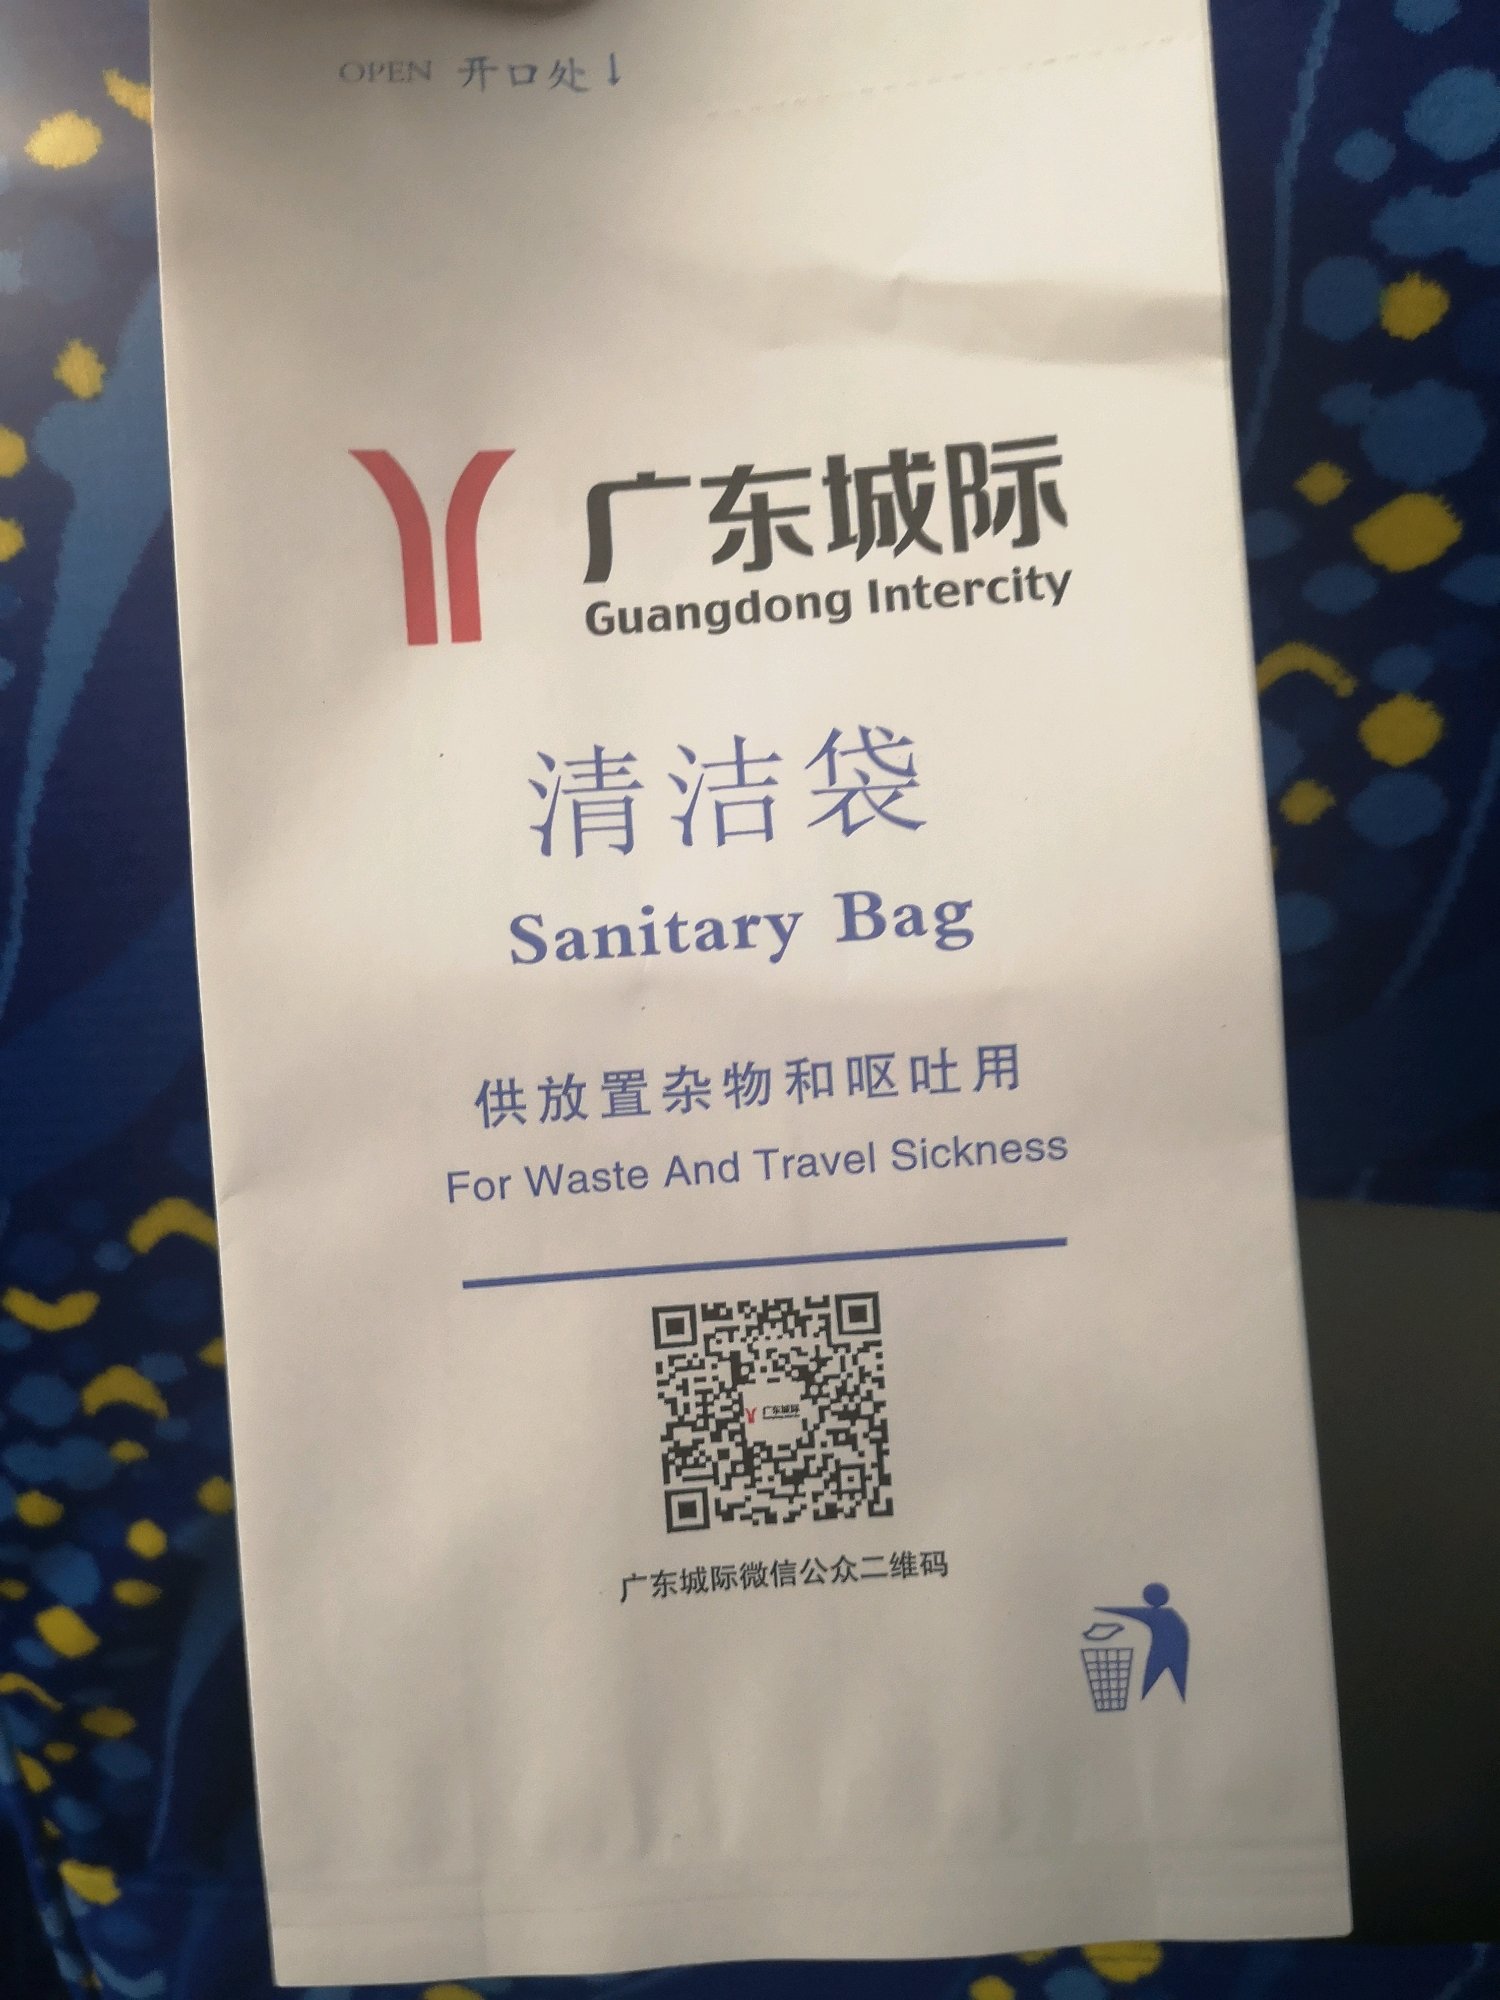 OPEN 开口处↓
广东城际
Guangdong Intercity
清洁袋
Sanitary Bag
供放置杂物和呕吐用
For Waste And Travel Sickness
广东城际
广东城际微信公众二维码